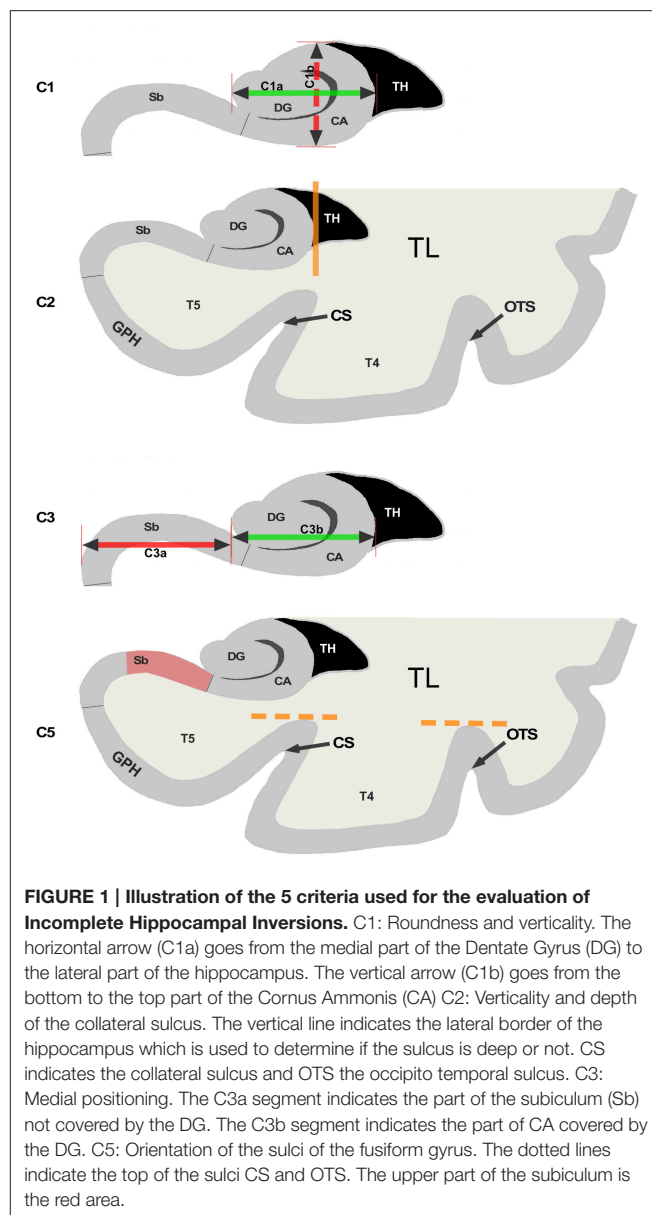 C1
Sb
C1a
C1b
DG
CA
TH
C2
Sb
DG
CA
TH
TL
T5
GPH
CS
OTS
T4
C3
Sb
C3a
DG
C3b
CA
TH
C5
Sb
DG
CA
TH
TL
T5
GPH
CS
OTS
T4
FIGURE 1 | Illustration of the 5 criteria used for the evaluation of
Incomplete Hippocampal Inversions. C1: Roundness and verticality. The
horizontal arrow (C1a) goes from the medial part of the Dentate Gyrus (DG) to
the lateral part of the hippocampus. The vertical arrow (C1b) goes from the
bottom to the top part of the Cornus Ammonis (CA) C2: Verticality and depth
of the collateral sulcus. The vertical line indicates the lateral border of the
hippocampus which is used to determine if the sulcus is deep or not. CS
indicates the collateral sulcus and OTS the occipito temporal sulcus. C3:
Medial positioning. The C3a segment indicates the part of the subiculum (Sb)
not covered by the DG. The C3b segment indicates the part of CA covered by
the DG. C5: Orientation of the sulci of the fusiform gyrus. The dotted lines
indicate the top of the sulci CS and OTS. The upper part of the subiculum is
the red area.